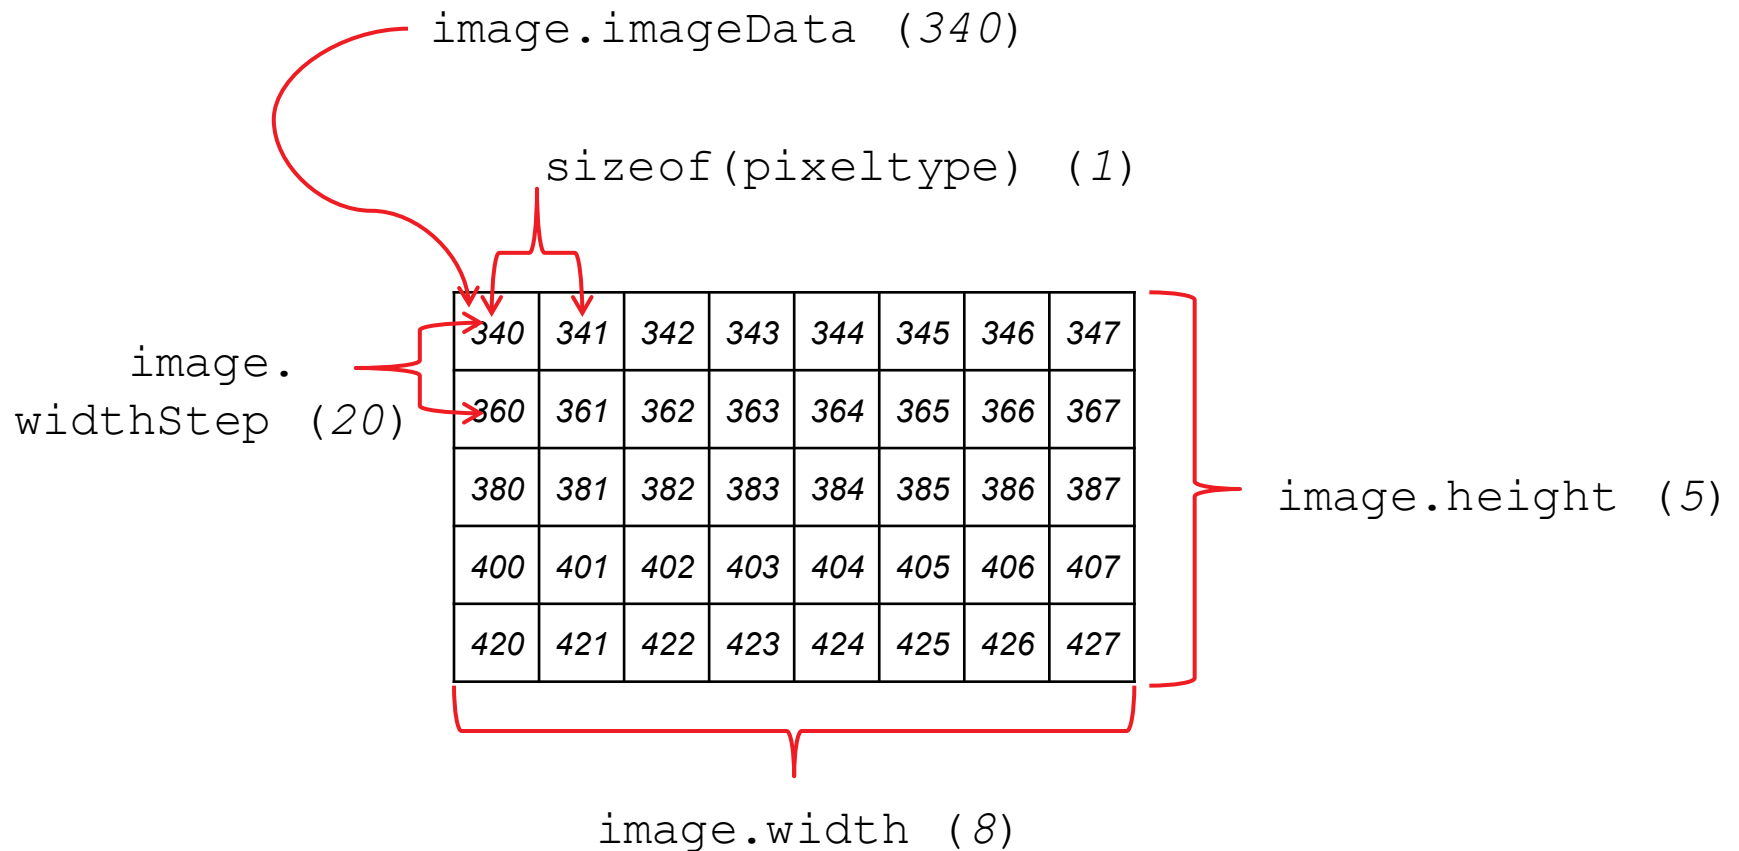 image.imageData (340)
sizeof(pixeltype) (1)
340 341 342 343 344 345 346 347
image.
widthStep (20)
360 361 362 363 364 365 366 367
380 381 382 383 384 385 386 387
image.height (5)
400 401 402 403 404 405 406 407
420 421 422 423 424 425 426 427
image.width (8)